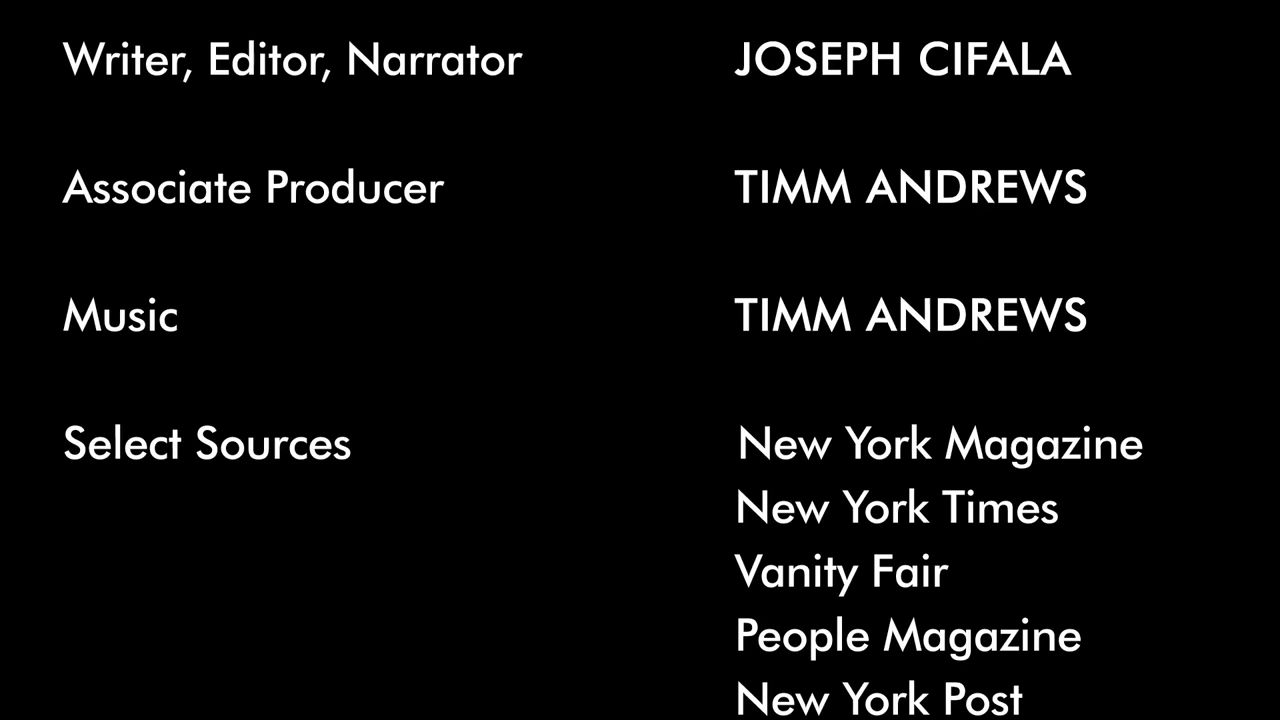 Writer, Editor, Narrator JOSEPH CIFALA
Associate Producer TIMM ANDREWS
Music TIMM ANDREWS
Select Sources New York Magazine
New York Times
Vanity Fair
People Magazine
New York Post